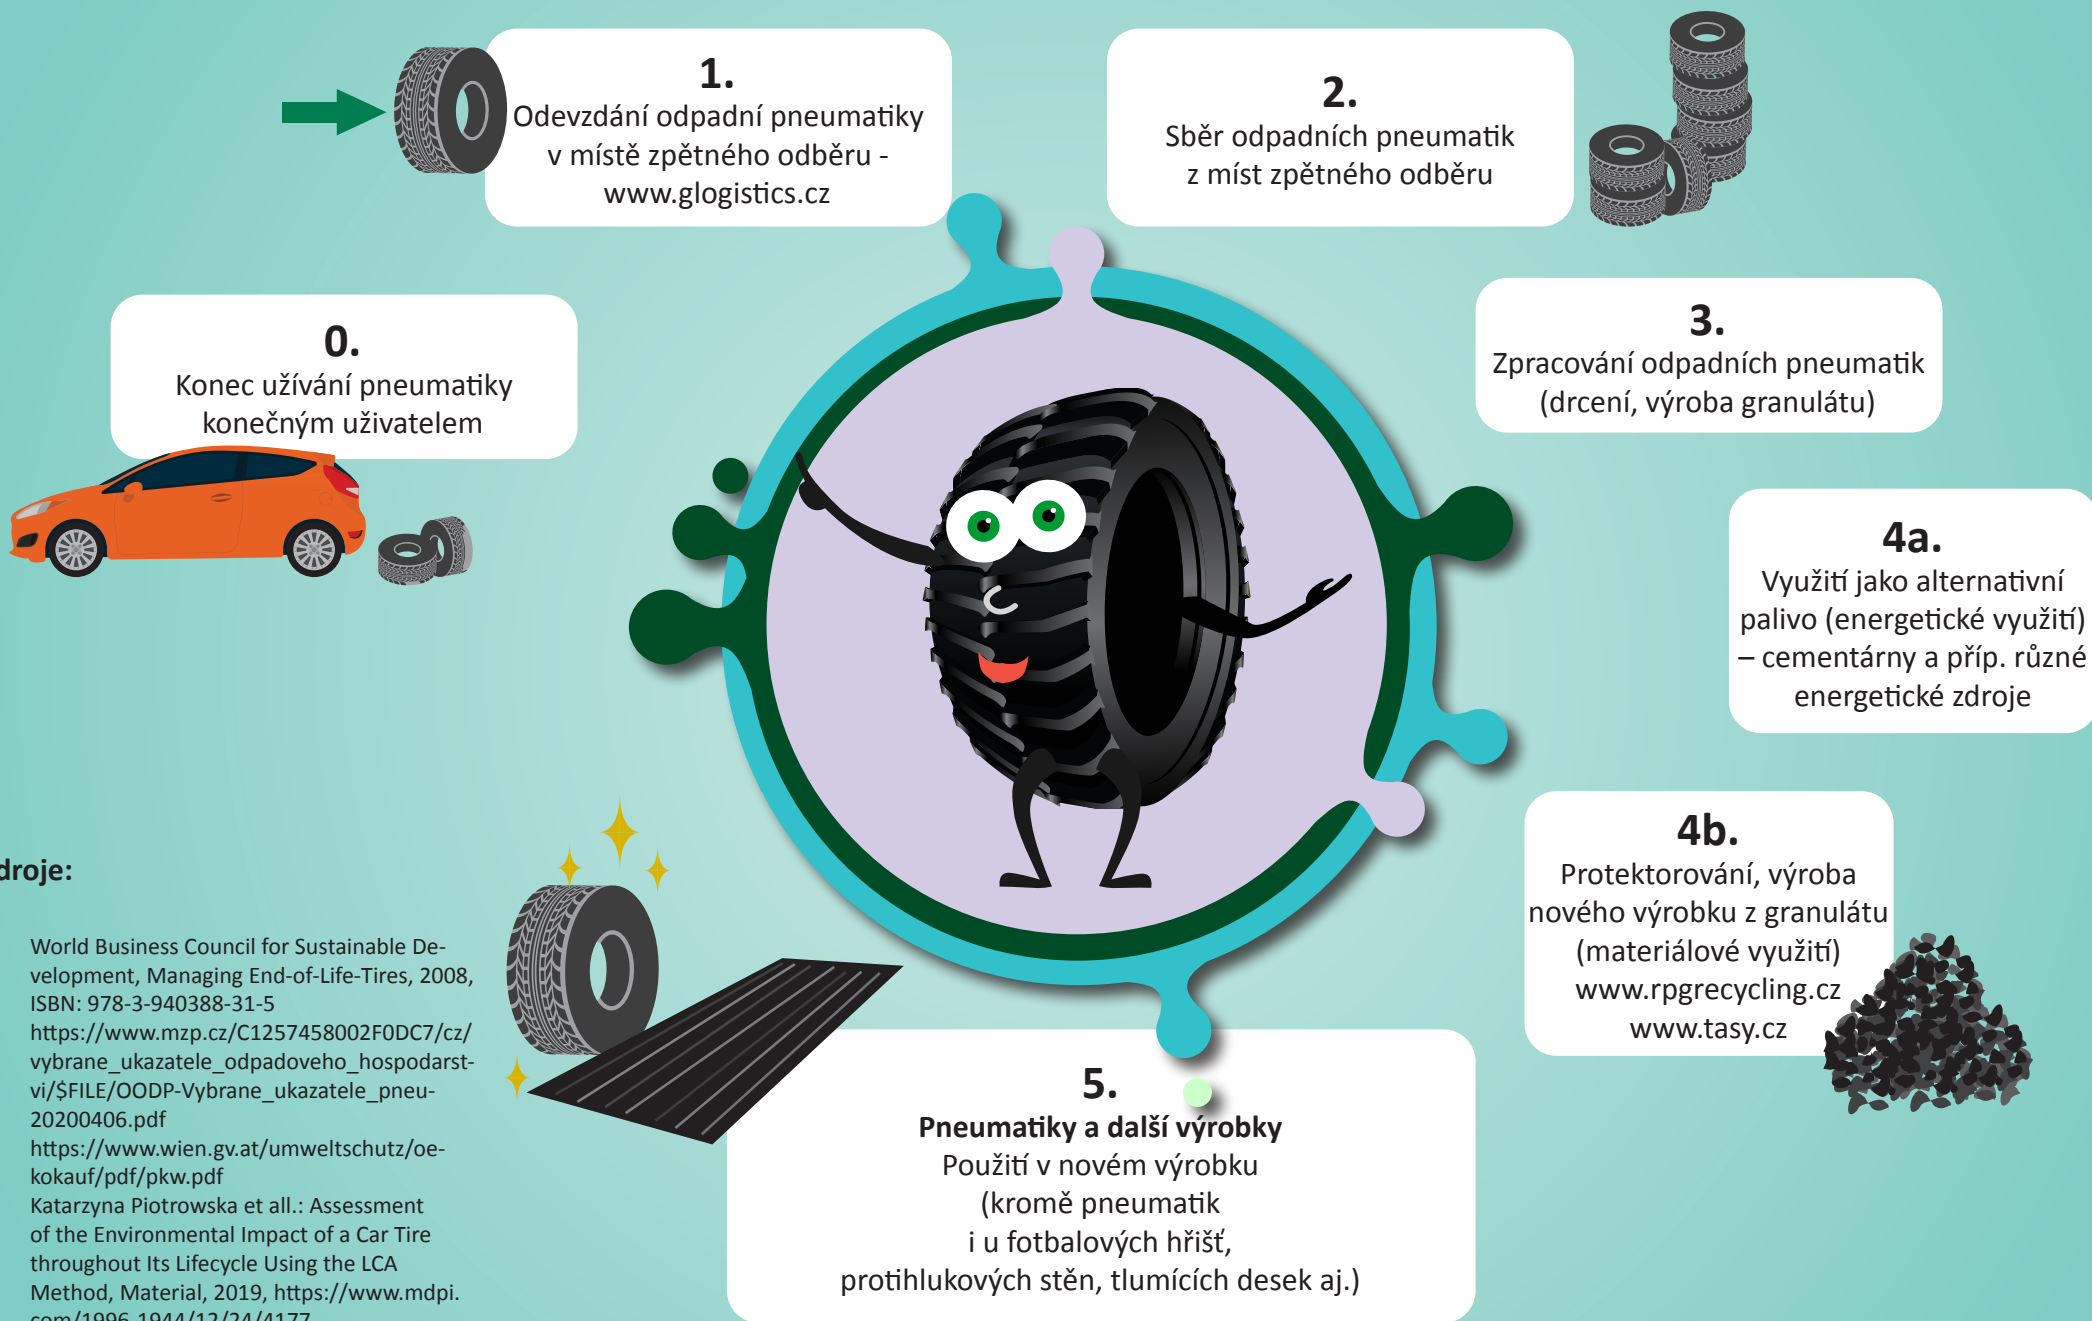 0.
Konec užívání pneumatiky
konečným uživatelem
1.
Odevzdání odpadní pneumatiky
v místě zpětného odběru -
www.glogistics.cz
2.
Sběr odpadních pneumatik
z míst zpětného odběru
3.
Zpracování odpadních pneumatik
(drcení, výroba granulátu)
4a.
Využití jako alternativní
palivo (energetické využití)
– cementárny a příp. různé
energetické zdroje
4b.
Protektorování, výroba
nového výrobku z granulátu
(materiálové využití)
www.rpgrecycling.cz
www.tasy.cz
5.
Pneumatiky a další výrobky
Použití v novém výrobku
(kromě pneumatik
i u fotbalových hřišť,
protihlukových stěn, tlumících desek aj.)
droje:
World Business Council for Sustainable De-
velopment, Managing End-of-Life-Tires, 2008,
ISBN: 978-3-940388-31-5
https://www.mzp.cz/C1257458002F0DC7/cz/
vybrane_ukazatele_odpadoveho_hospodarst-
vi/$FILE/OODP-Vybrane_ukazatele_pneu-
20200406.pdf
https://www.wien.gv.at/umweltschutz/oe-
kokauf/pdf/pkw.pdf
Katarzyna Piotrowska et all.: Assessment
of the Environmental Impact of a Car Tire
throughout Its Lifecycle Using the LCA
Method, Material, 2019, https://www.mdpi.
com/1996-1944/12/24/4177